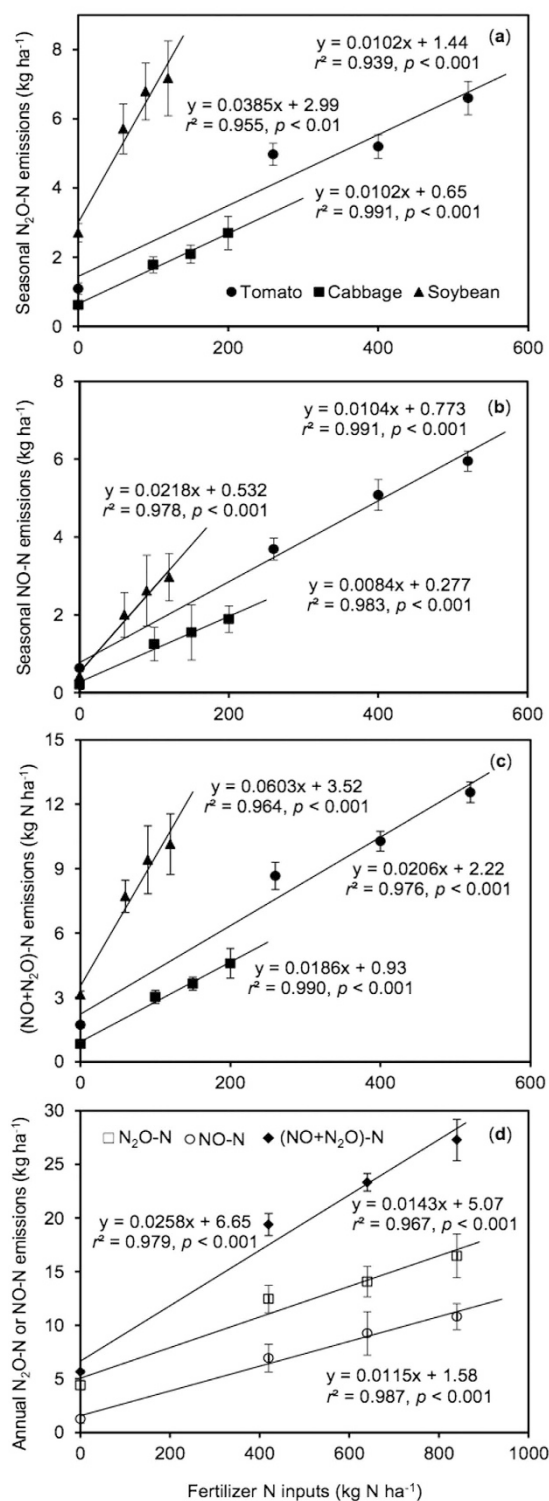 (a)
y = 0.0102x + 1.44
r² = 0.939, p < 0.001
y = 0.0385x + 2.99
r² = 0.955, p < 0.01
y = 0.0102x + 0.65
r² = 0.991, p < 0.001
Tomato Cabbage Soybean
Seasonal N₂O-N emissions (kg ha⁻¹)
8
6
4
2
0
0 200 400 600
(b)
y = 0.0104x + 0.773
r² = 0.991, p < 0.001
y = 0.0218x + 0.532
r² = 0.978, p < 0.001
y = 0.0084x + 0.277
r² = 0.983, p < 0.001
Seasonal NO-N emissions (kg ha⁻¹)
8
6
4
2
0
0 200 400 600
(c)
y = 0.0603x + 3.52
r² = 0.964, p < 0.001
y = 0.0206x + 2.22
r² = 0.976, p < 0.001
y = 0.0186x + 0.93
r² = 0.990, p < 0.001
(NO+N₂O)-N emissions (kg N ha⁻¹)
15
12
9
6
3
0
0 200 400 600
(d)
N₂O-N NO-N (NO+N₂O)-N
y = 0.0143x + 5.07
r² = 0.967, p < 0.001
y = 0.0258x + 6.65
r² = 0.979, p < 0.001
y = 0.0115x + 1.58
r² = 0.987, p < 0.001
Annual N₂O-N or NO-N emissions (kg ha⁻¹)
30
25
20
15
10
5
0
0 200 400 600 800 1000
Fertilizer N inputs (kg N ha⁻¹)